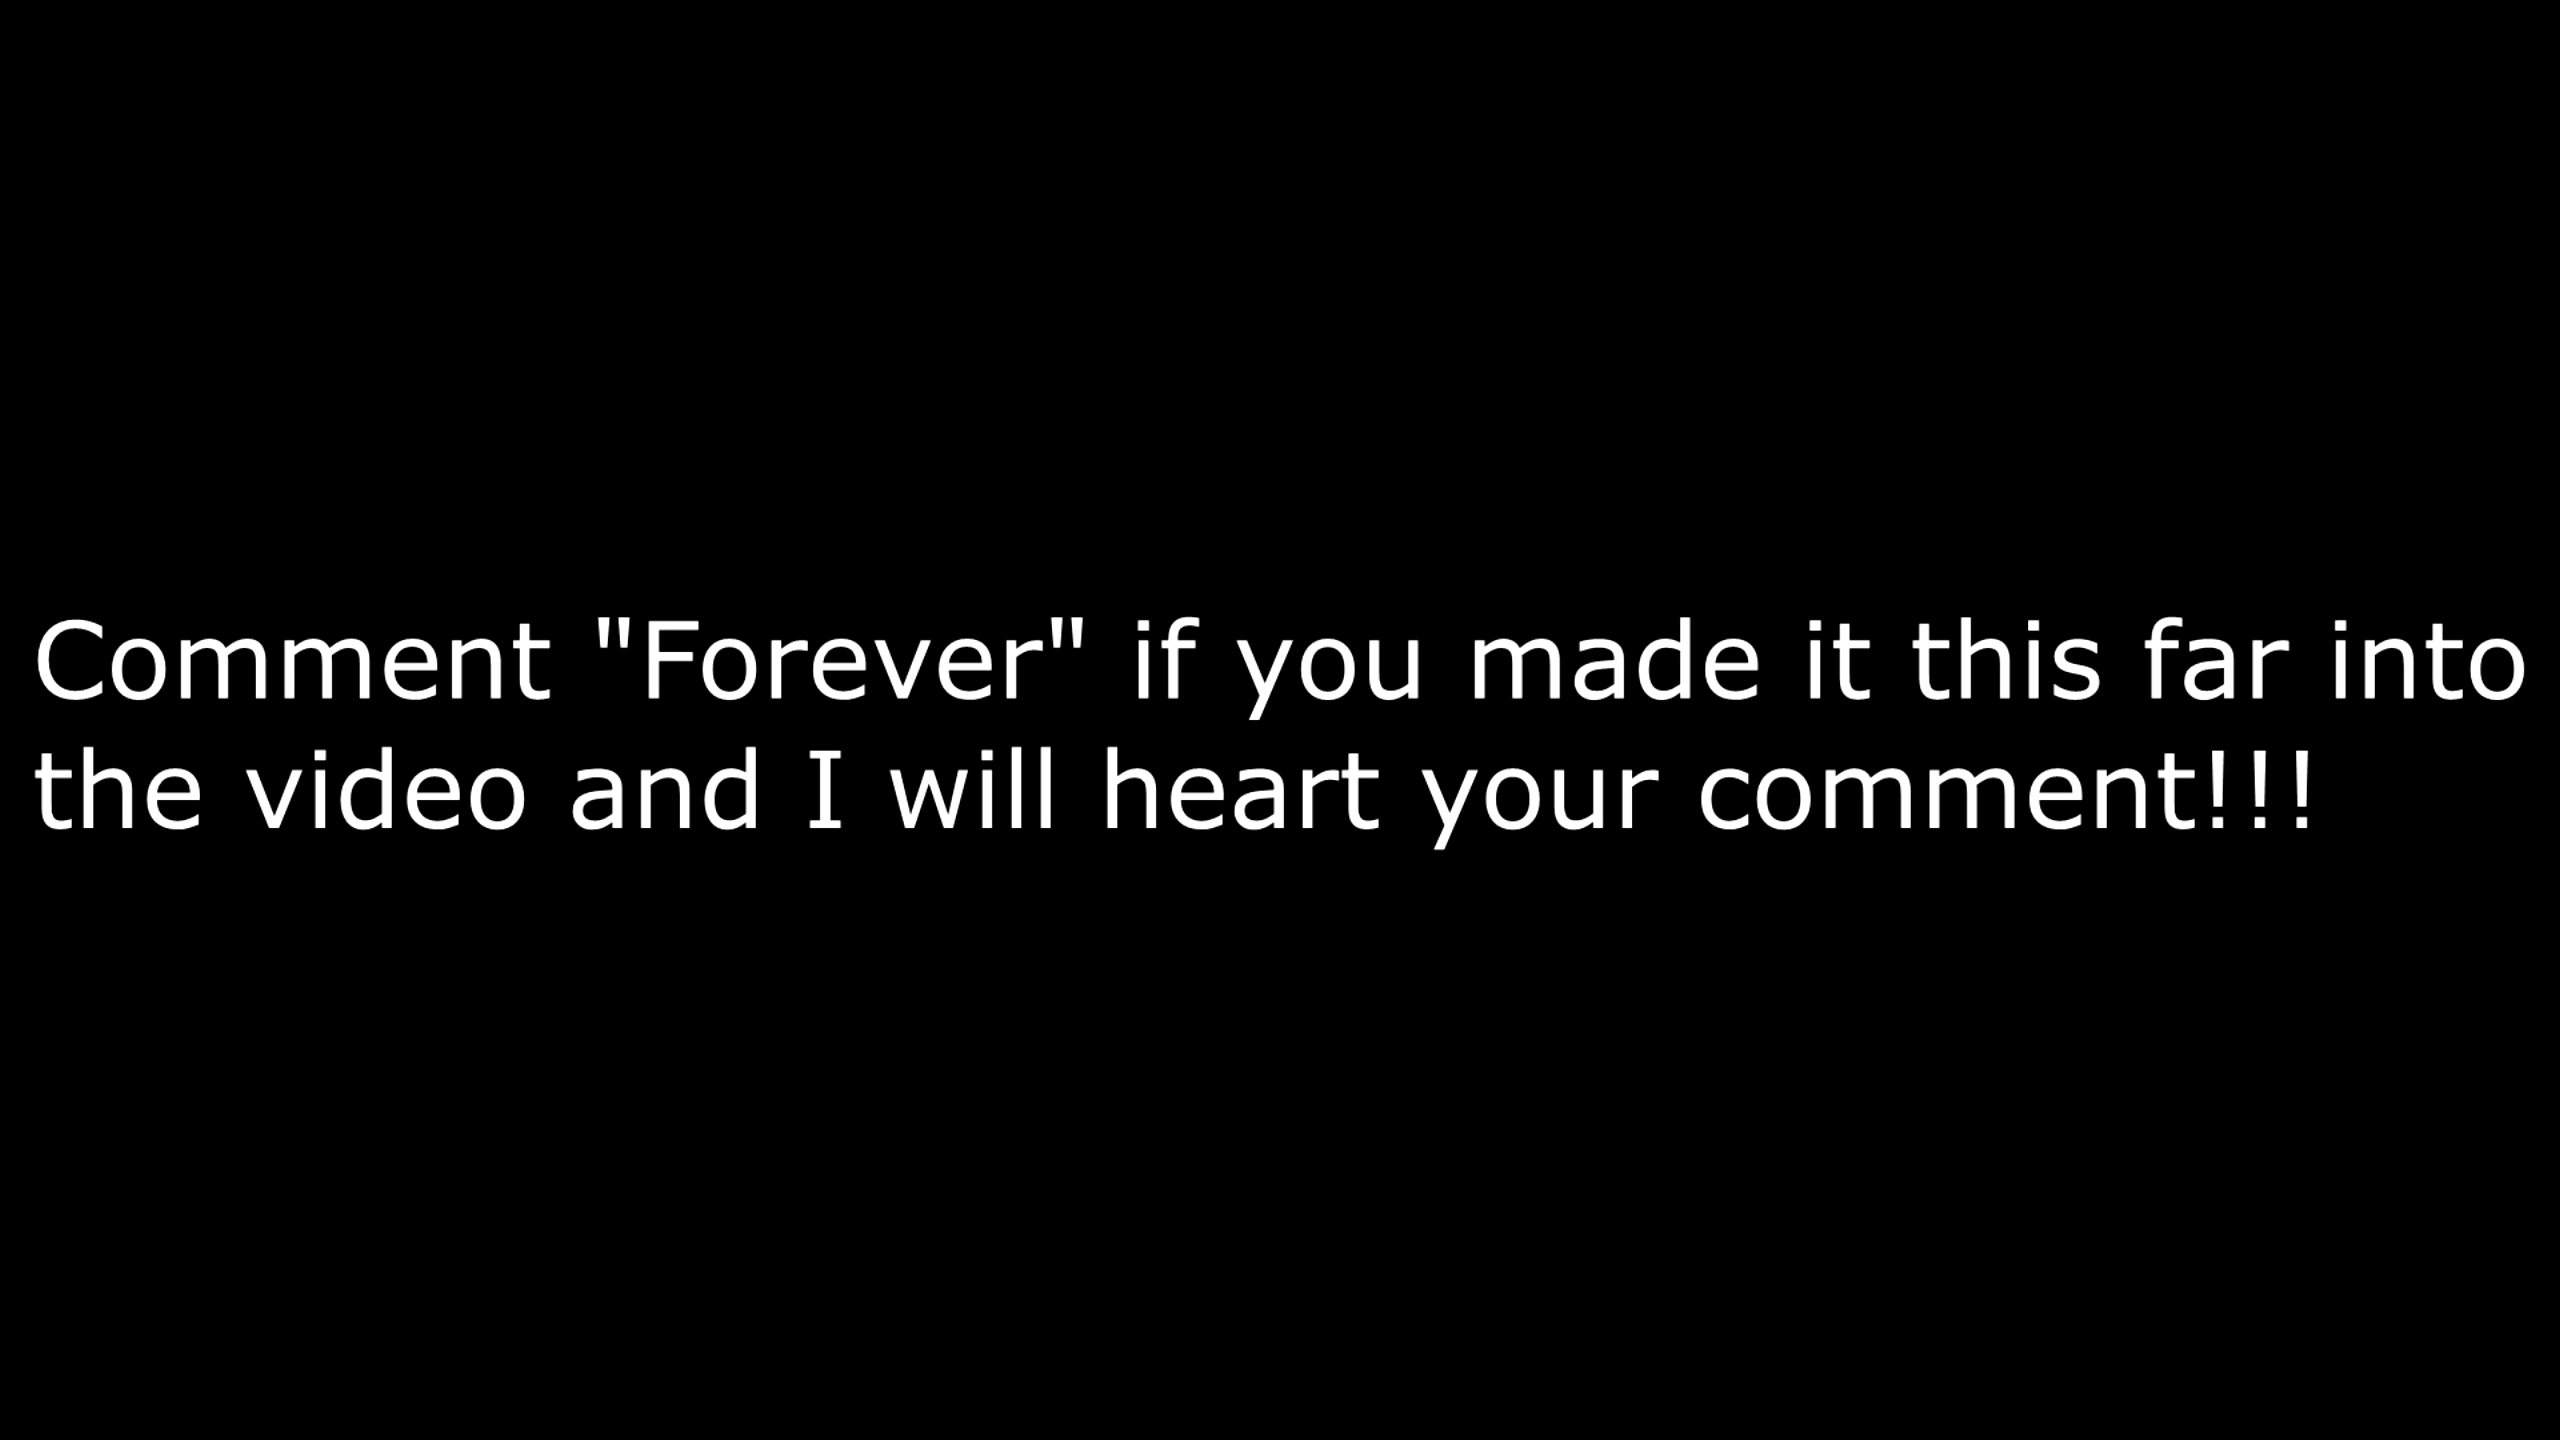 Comment "Forever" if you made it this far into
the video and I will heart your comment!!!